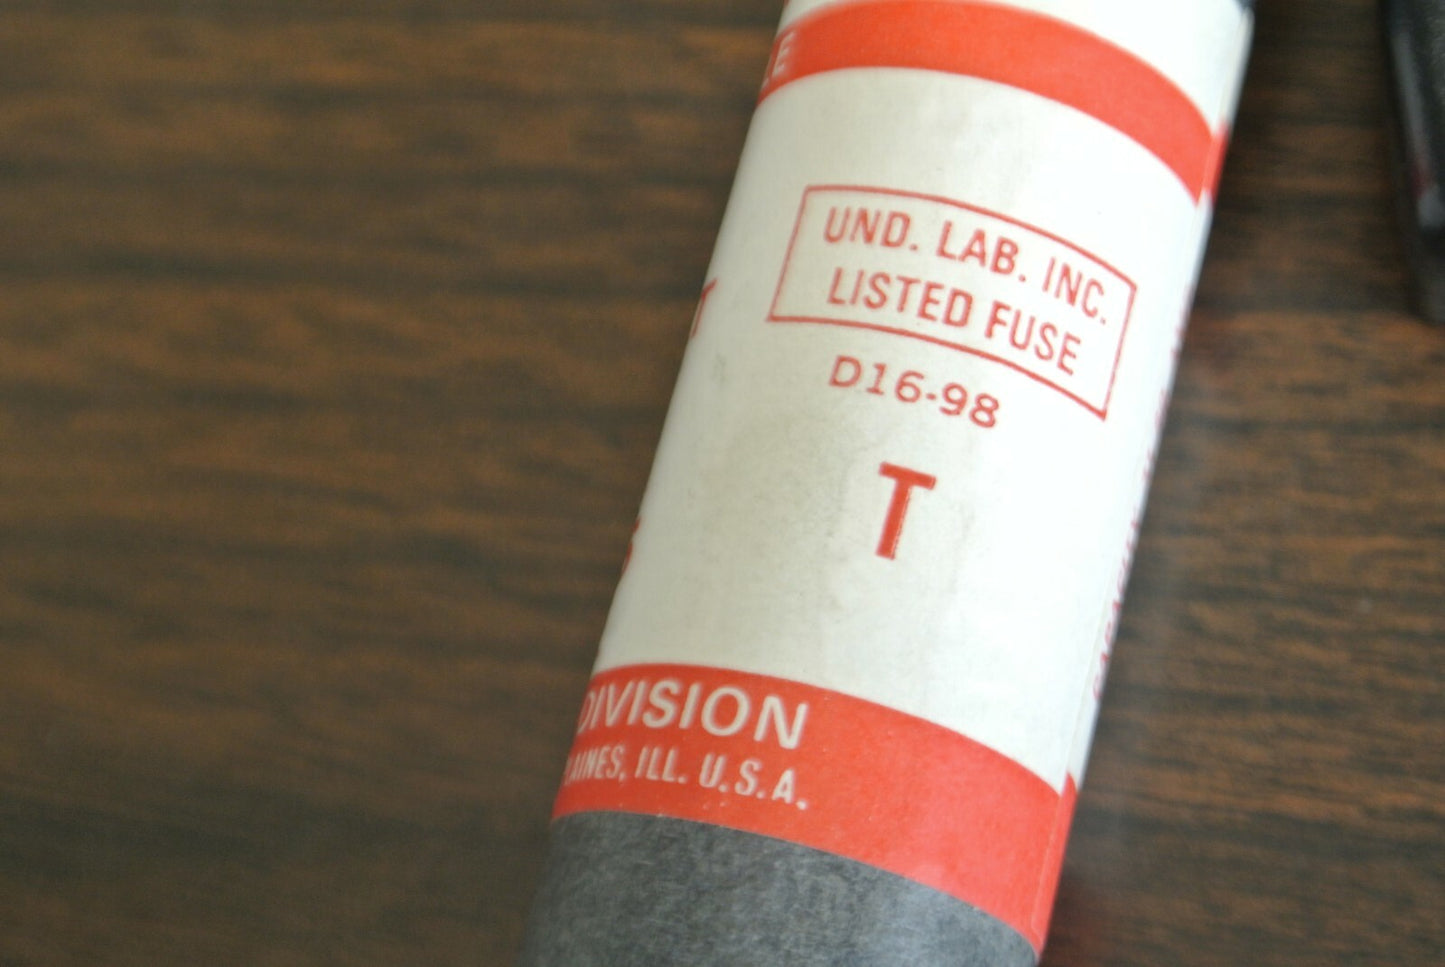 UND. LAB. INC.
LISTED FUSE
D16-98
T
DIVISION
ILL. U.S.A.